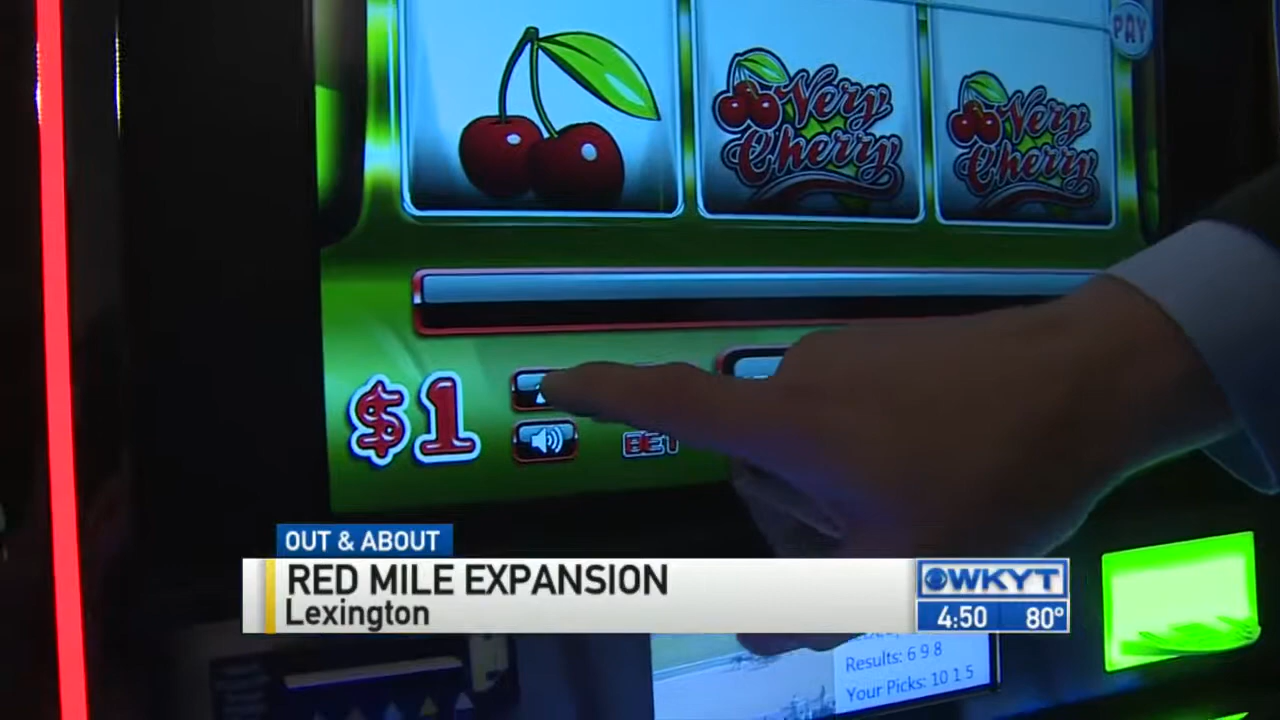 PAY
Very
Cherry
Very
Cherry
$1
BET
OUT & ABOUT
RED MILE EXPANSION
Lexington
WKYT
4:50 80°
Results: 6 9 8
Your Picks: 10 1 5